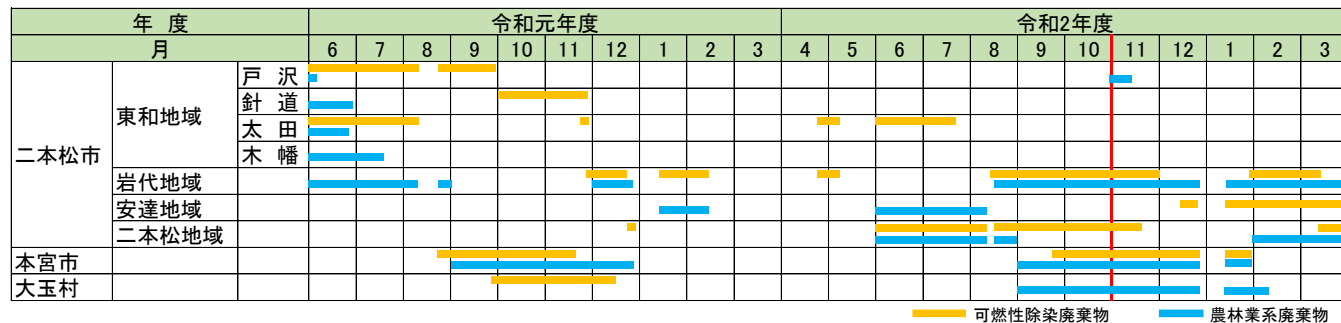 年 度 令和元年度 令和2年度
月 6 7 8 9 10 11 12 1 2 3 4 5 6 7 8 9 10 11 12 1 2 3
二本松市 東和地域 戸 沢
針 道
太 田
木 幡
岩代地域
安達地域
二本松地域
本宮市
大玉村
可燃性除染廃棄物 農林業系廃棄物